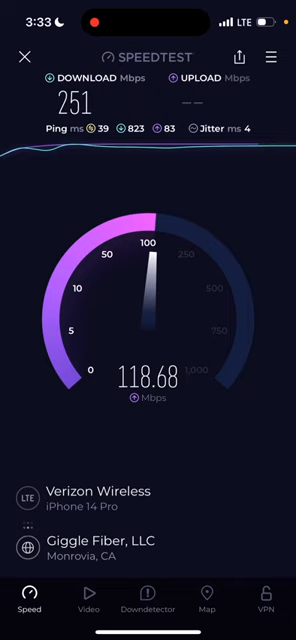 3:33
LTE
SPEEDTEST
DOWNLOAD Mbps
UPLOAD Mbps
251
Ping ms 39 823 83 Jitter ms 4
100
50
250
10
500
5
750
0
1,000
118.68
Mbps
LTE
Verizon Wireless
iPhone 14 Pro
Giggle Fiber, LLC
Monrovia, CA
Speed
Video
Downdetector
Map
VPN